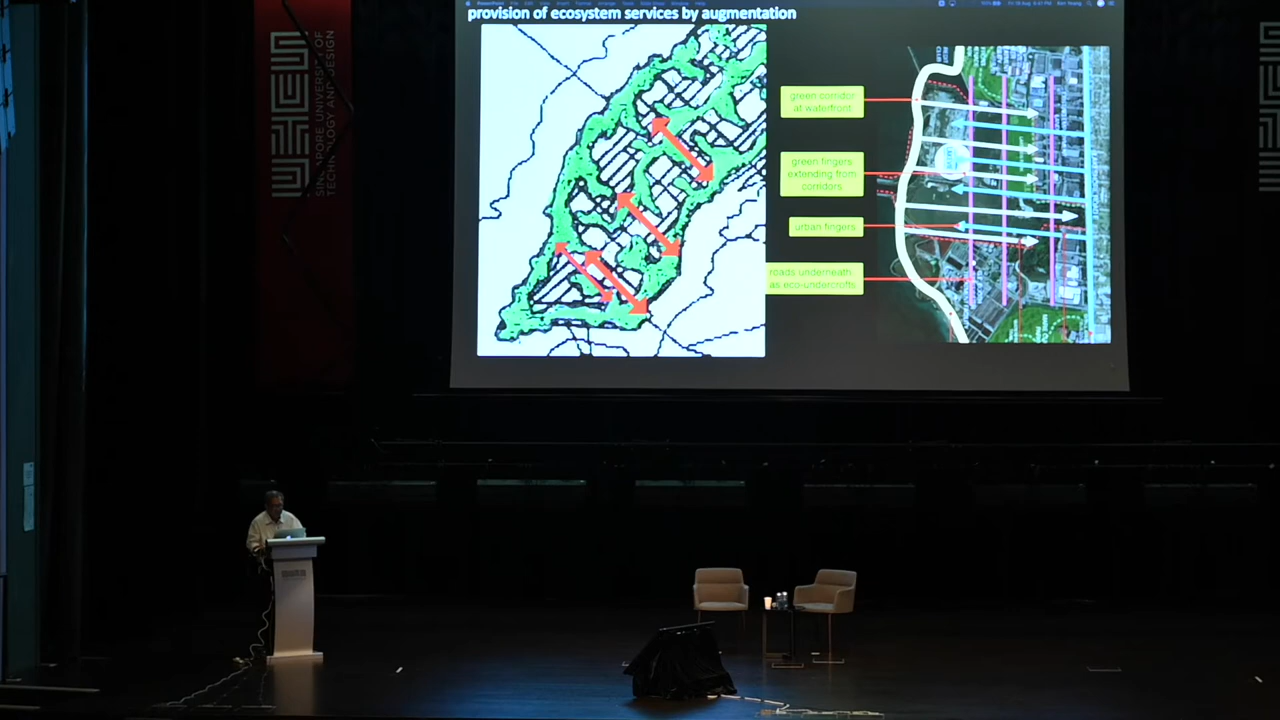 PowerPoint
provision of ecosystem services by augmentation
SINGAPORE UNIVERSITY OF
TECHNOLOGY AND DESIGN
green corridor
at waterfront
green fingers
extending from
corridors
urban fingers
roads underneath
as eco-undercrofts